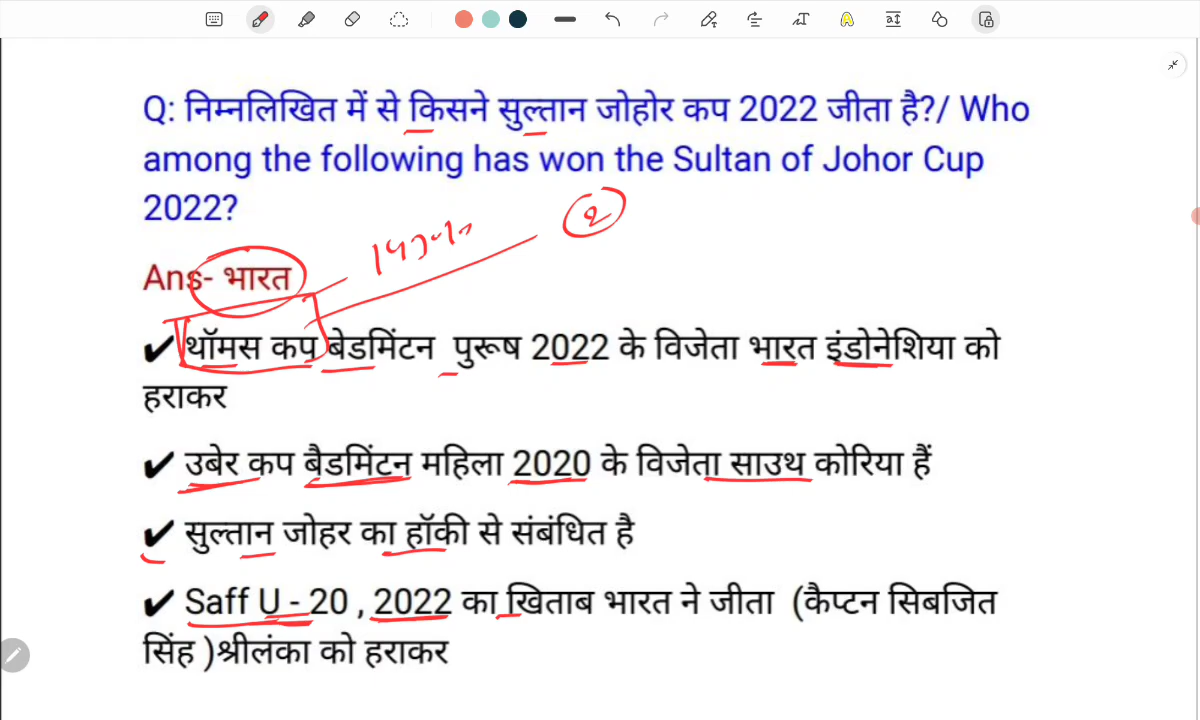 Q: निम्नलिखित में से किसने सुल्तान जोहोर कप 2022 जीता है?/ Who
among the following has won the Sultan of Johor Cup
2022?
2
Ans- भारत
✔ थॉमस कप बेडमिंटन पुरूष 2022 के विजेता भारत इंडोनेशिया को
हराकर
✔ उबेर कप बैडमिंटन महिला 2020 के विजेता साउथ कोरिया हैं
✔ सुल्तान जोहर का हॉकी से संबंधित है
✔ Saff U - 20 , 2022 का खिताब भारत ने जीता (कैप्टन सिबजित
सिंह )श्रीलंका को हराकर